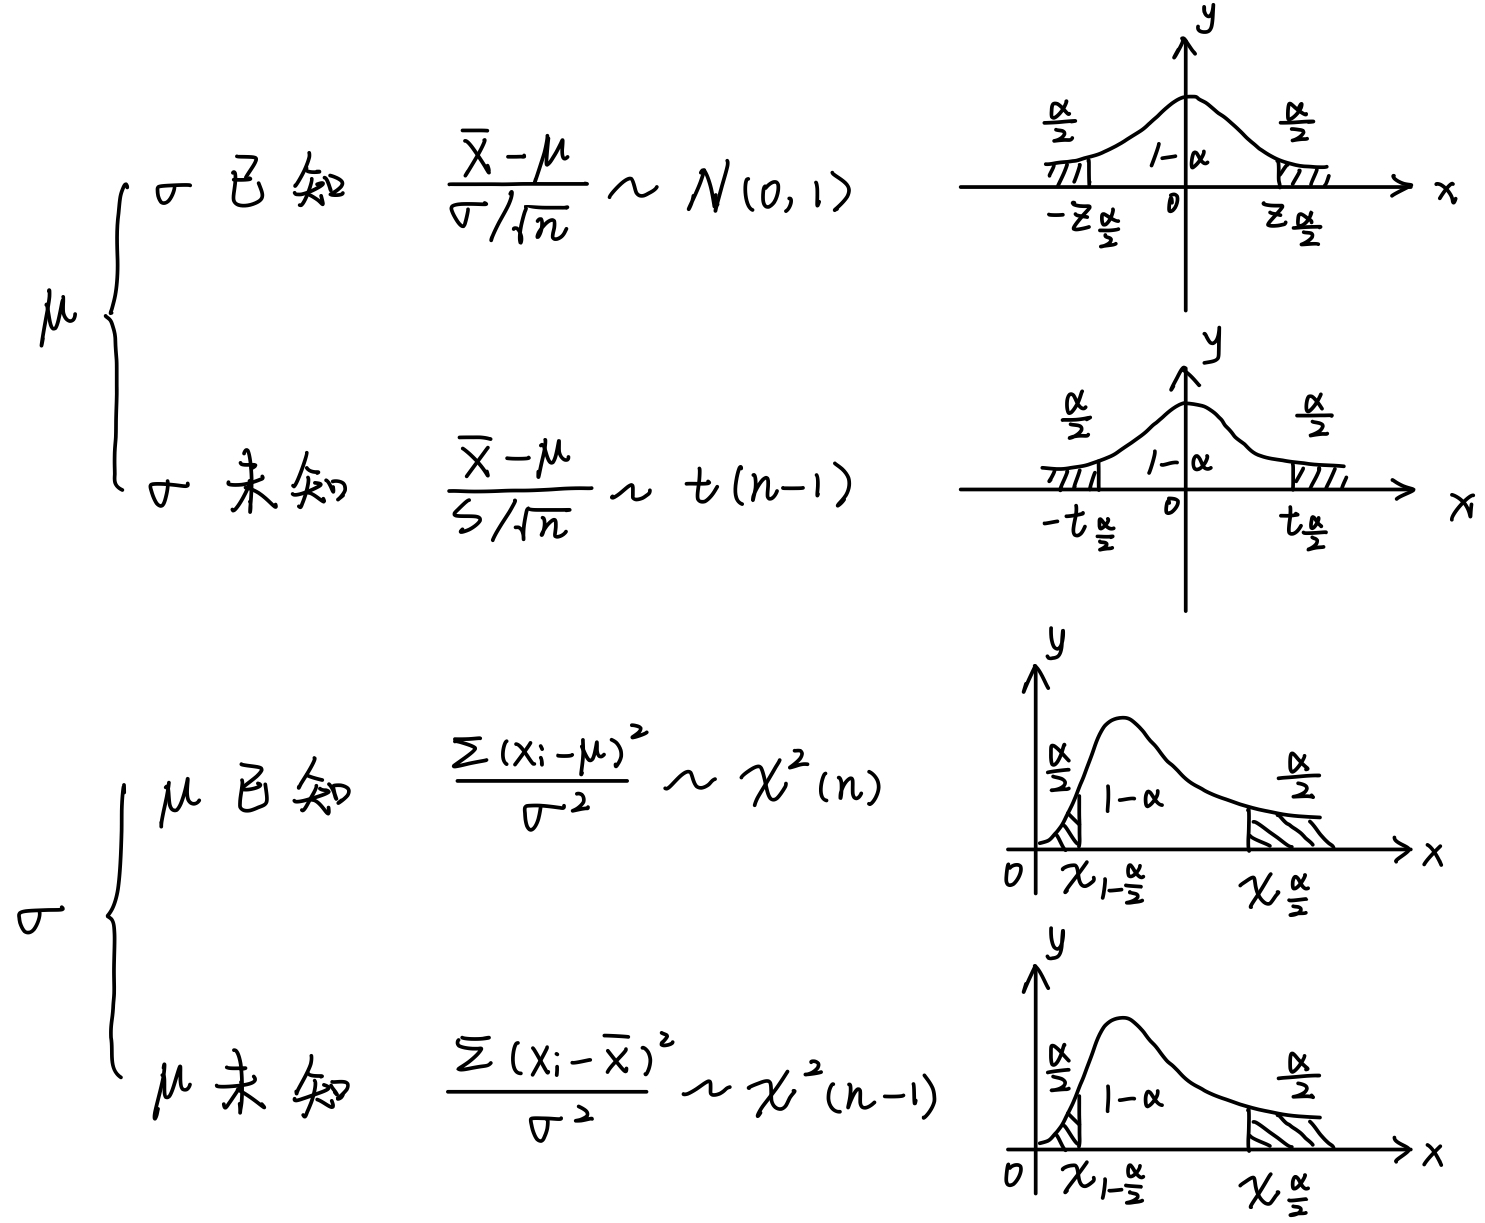 y
σ 已知 (X̄-μ)/(σ/√n) ~ N(0,1) α/2 1-α α/2
-z_{α/2} 0 z_{α/2} x
μ
y
σ 未知 (X̄-μ)/(S/√n) ~ t(n-1) α/2 1-α α/2
-t_{α/2} 0 t_{α/2} x
y
μ 已知 Σ(Xi-μ)²/σ² ~ χ²(n) α/2 1-α α/2
0 χ_{1-α/2} χ_{α/2} x
σ
y
μ 未知 Σ(Xi-X̄)²/σ² ~ χ²(n-1) α/2 1-α α/2
0 χ_{1-α/2} χ_{α/2} x